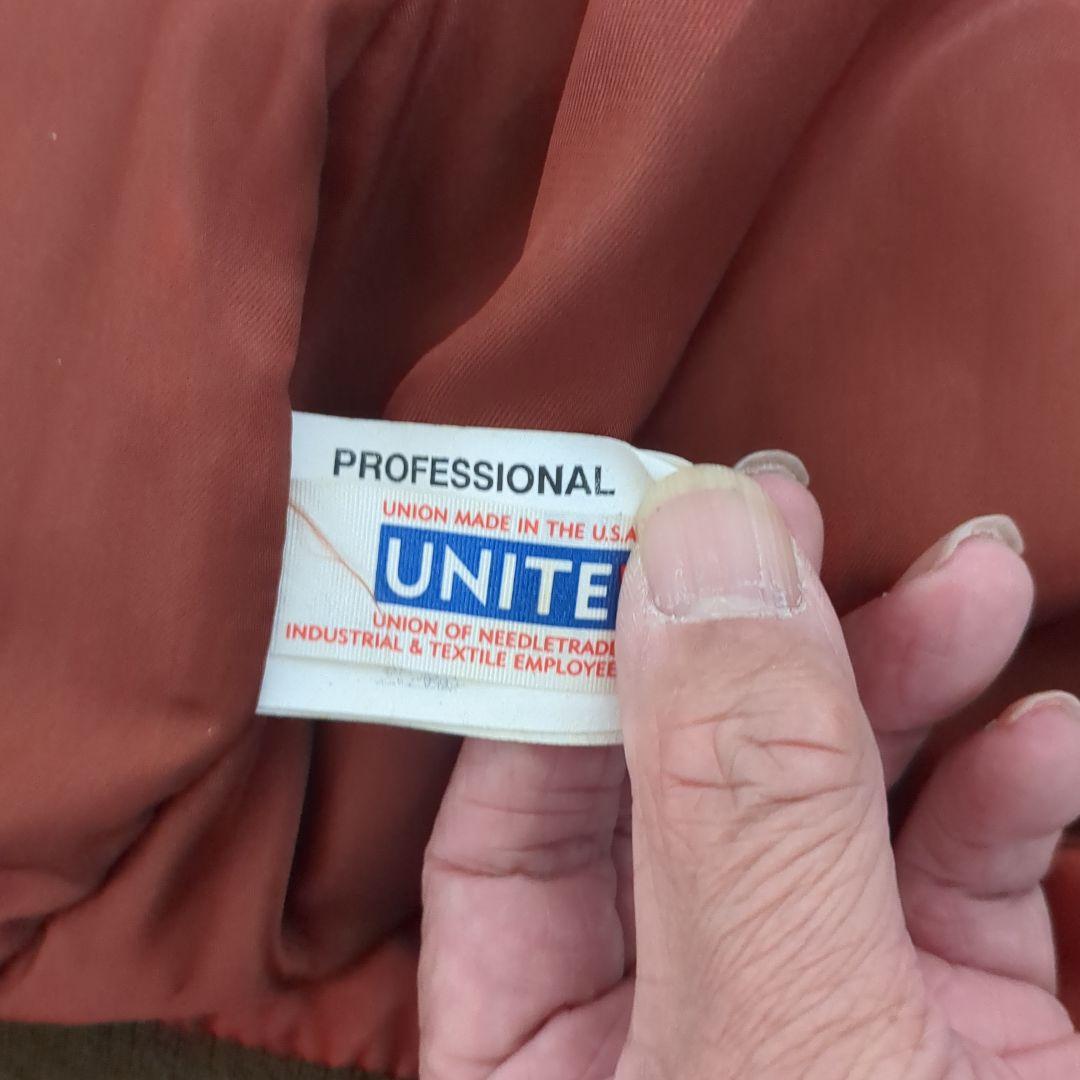 PROFESSIONAL
UNION MADE IN THE U.S.A
UNITE
UNION OF NEEDLETRADE
INDUSTRIAL & TEXTILE EMPLOYEE